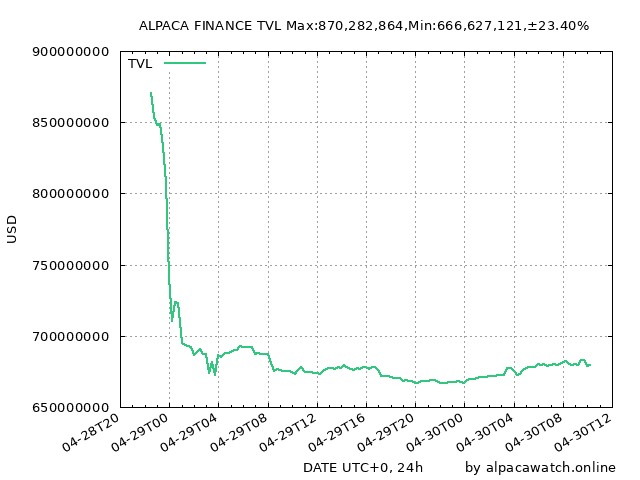 ALPACA FINANCE TVL Max:870,282,864,Min:666,627,121,±23.40%
900000000
TVL
850000000
800000000
USD
750000000
700000000
650000000
04-28T20
04-29T00
04-29T04
04-29T08
04-29T12
04-29T16
04-29T20
04-30T00
04-30T04
04-30T08
04-30T12
DATE UTC+0, 24h
by alpacawatch.online